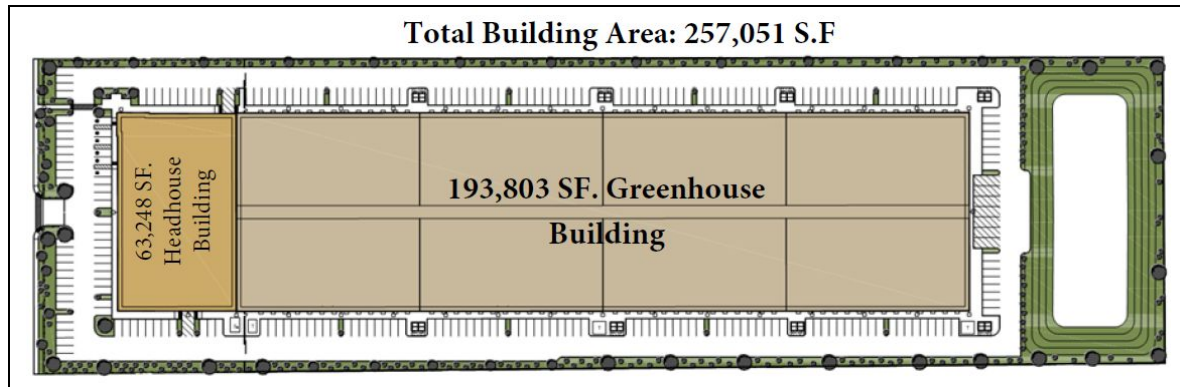 Total Building Area: 257,051 S.F
63,248 SF.
Headhouse
Building
193,803 SF. Greenhouse
Building